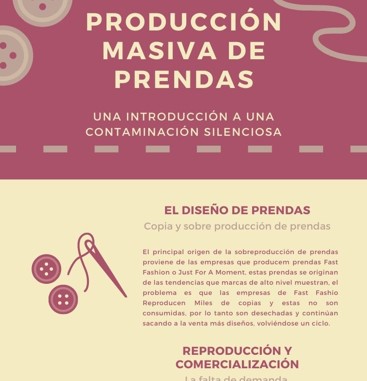 PRODUCCIÓN
MASIVA DE
PRENDAS
UNA INTRODUCCIÓN A UNA
CONTAMINACIÓN SILENCIOSA
EL DISEÑO DE PRENDAS
Copia y sobre producción de prendas
El principal origen de la sobreproducción de prendas
proviene de las empresas que producem prendas Fast
Fashion o Just For A Moment, estas prendas se originan
de las tendencias que marcas de alto nivel muestran, el
problema es que las empresas de Fast Fashio
Reproducen Miles de copias y estas no son
consumidas, por lo tanto son desechadas y continúan
sacando a la venta más diseños, volviéndose un ciclo.
REPRODUCCIÓN Y
COMERCIALIZACIÓN
La falta de demanda